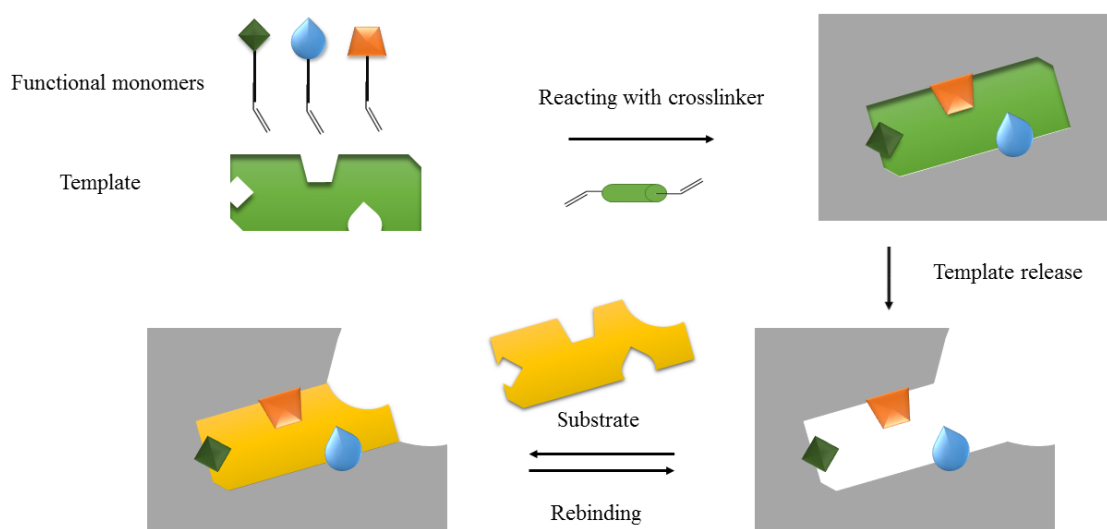 Functional monomers
Reacting with crosslinker
Template
Template release
Substrate
Rebinding